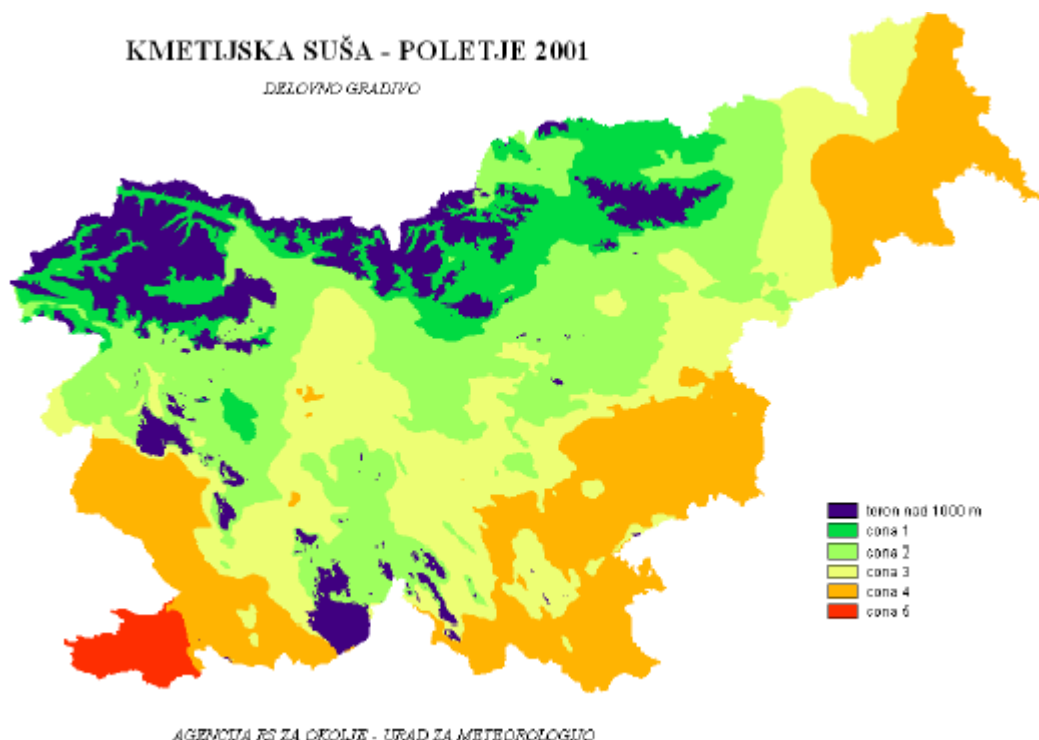 KMETIJSKA SUŠA - POLETJE 2001
DELOVNO GRADIVO
teren nad 1000 m
cona 1
cona 2
cona 3
cona 4
cona 5
AGENCIJA RS ZA OKOLJE - URAD ZA METEOROLOGIJO